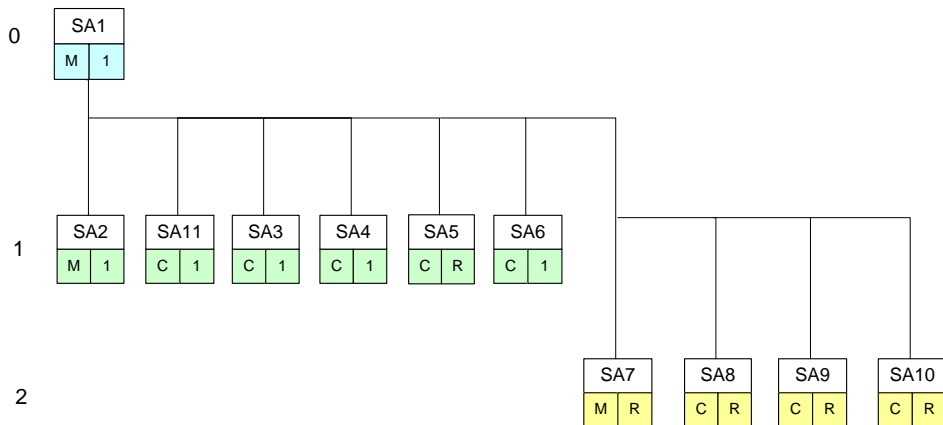 0
SA1
M 1
SA2 SA11 SA3 SA4 SA5 SA6
1
M 1 C 1 C 1 C 1 C R C 1
SA7 SA8 SA9 SA10
2
M R C R C R C R